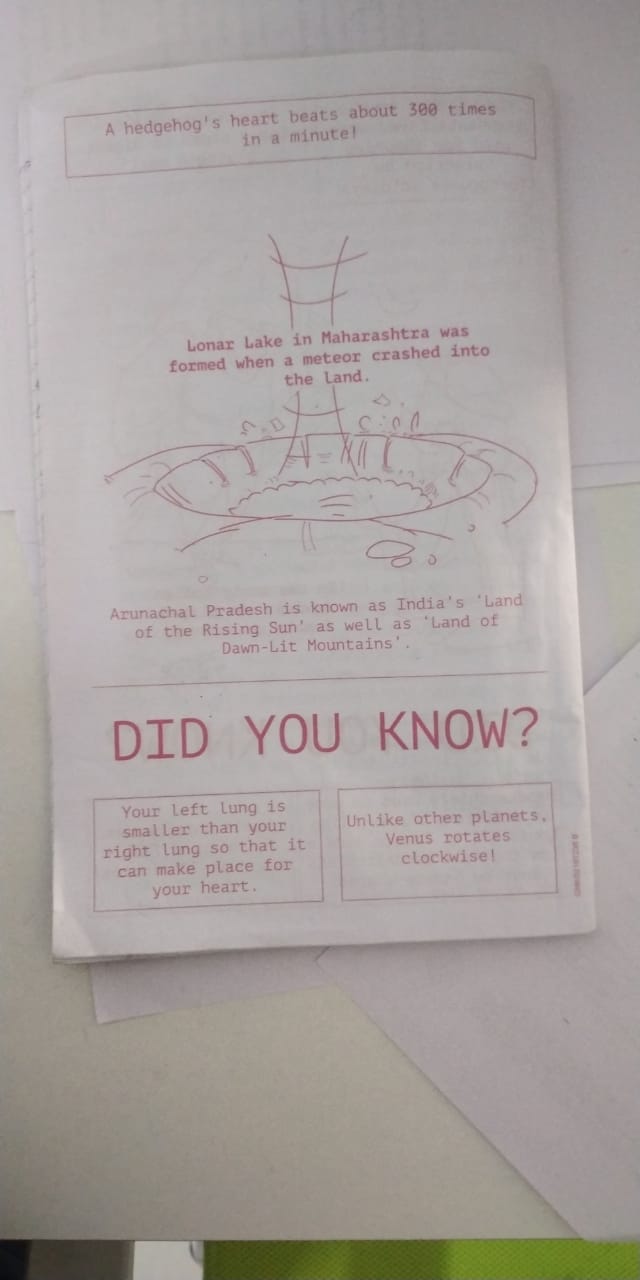 A hedgehog's heart beats about 300 times
in a minute!
Lonar Lake in Maharashtra was
formed when a meteor crashed into
the Land.
Arunachal Pradesh is known as India's 'Land
of the Rising Sun' as well as 'Land of
Dawn-Lit Mountains'.
DID YOU KNOW?
Your left lung is
smaller than your
right lung so that it
can make place for
your heart.
Unlike other planets,
Venus rotates
clockwise!